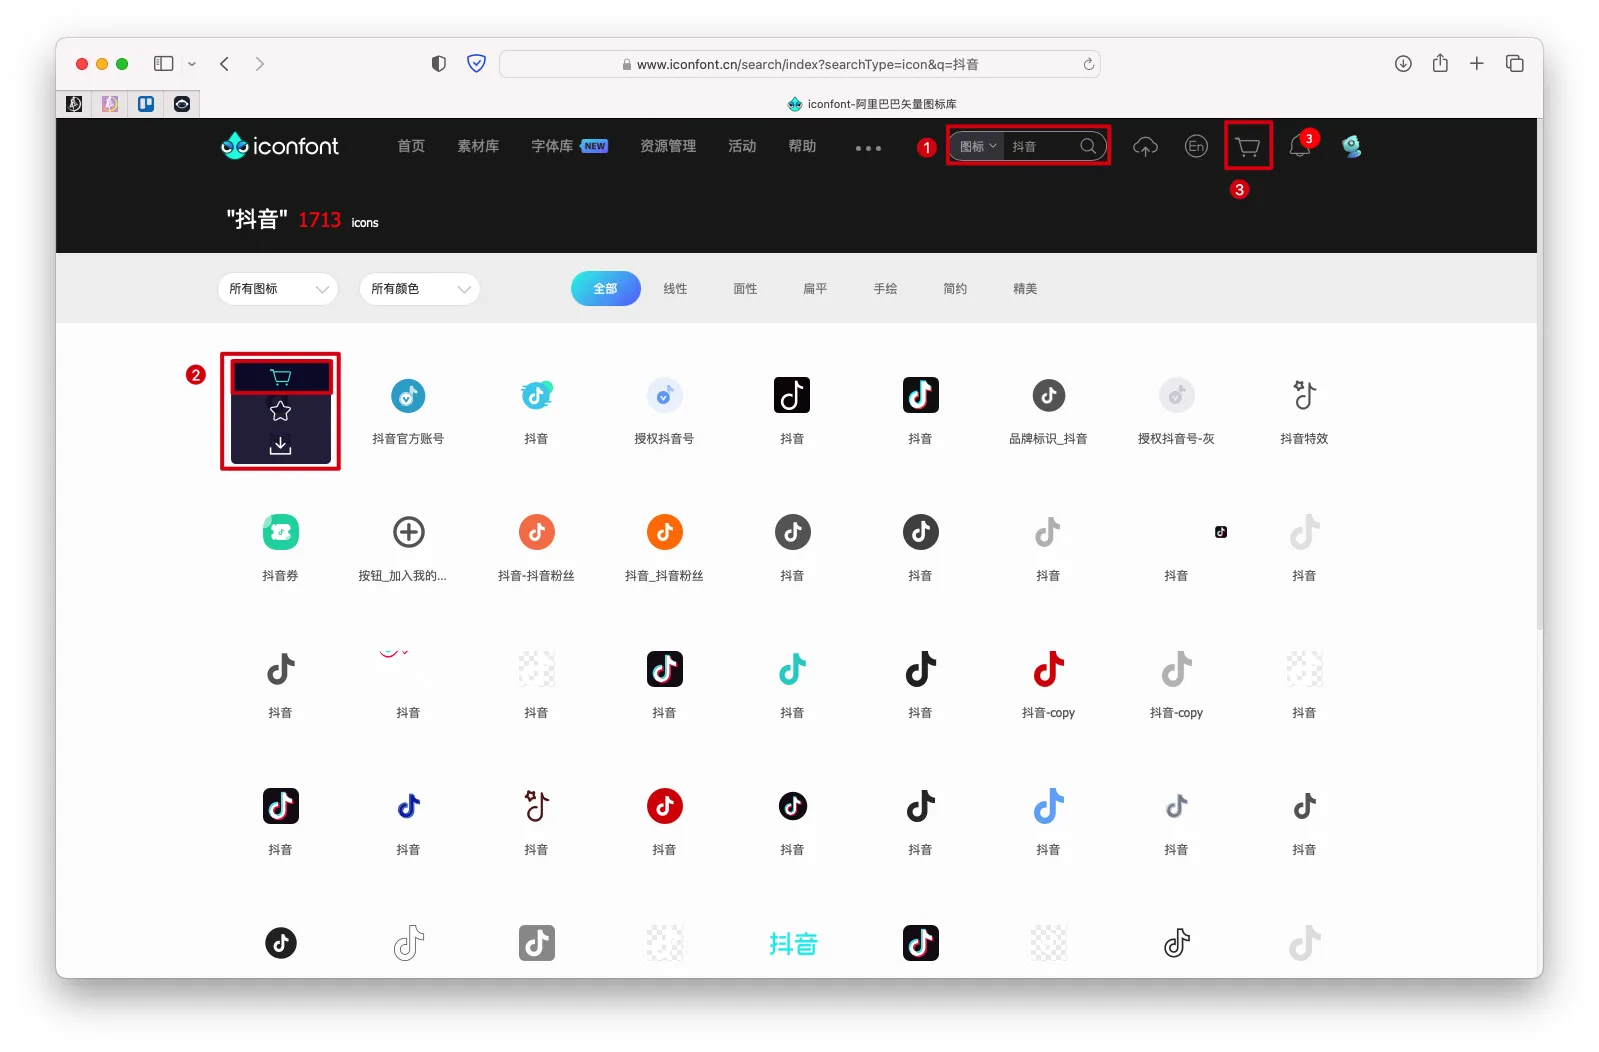 www.iconfont.cn/search/index?searchType=icon&q=抖音
iconfont-阿里巴巴矢量图标库
iconfont 首页 素材库 字体库 NEW 资源管理 活动 帮助 1 图标 抖音 En 3
3
"抖音" 1713 icons
所有图标 所有颜色 全部 线性 面性 扁平 手绘 简约 精美
2
抖音官方账号 抖音 授权抖音号 抖音 抖音 品牌标识_抖音 授权抖音号-灰 抖音特效
抖音券 按钮_加入我的... 抖音-抖音粉丝 抖音_抖音粉丝 抖音 抖音 抖音 抖音 抖音
抖音 抖音 抖音 抖音 抖音 抖音 抖音-copy 抖音-copy 抖音
抖音 抖音 抖音 抖音 抖音 抖音 抖音 抖音 抖音
抖音